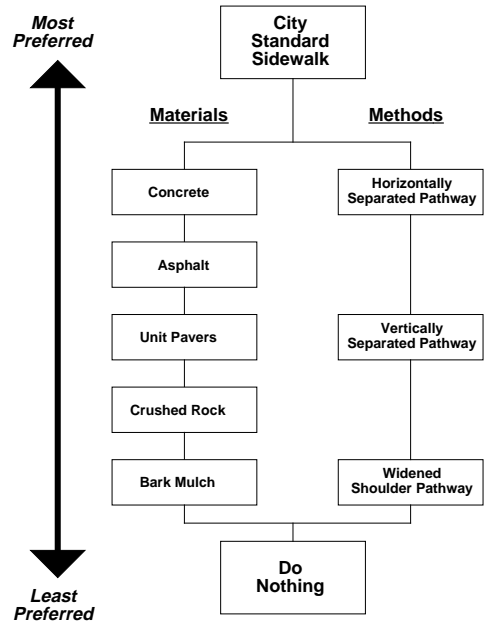 Most
Preferred
City
Standard
Sidewalk
Materials
Methods
Concrete
Horizontally
Separated Pathway
Asphalt
Unit Pavers
Vertically
Separated Pathway
Crushed Rock
Bark Mulch
Widened
Shoulder Pathway
Do
Nothing
Least
Preferred